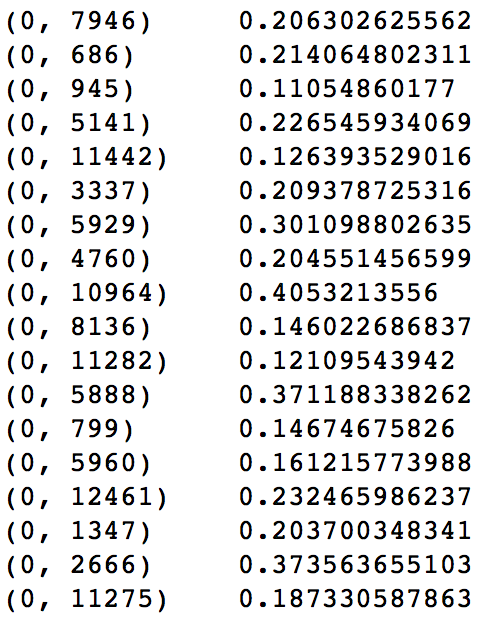 (0, 7946) 0.206302625562
(0, 686) 0.214064802311
(0, 945) 0.11054860177
(0, 5141) 0.226545934069
(0, 11442) 0.126393529016
(0, 3337) 0.209378725316
(0, 5929) 0.301098802635
(0, 4760) 0.204551456599
(0, 10964) 0.4053213556
(0, 8136) 0.146022686837
(0, 11282) 0.12109543942
(0, 5888) 0.371188338262
(0, 799) 0.14674675826
(0, 5960) 0.161215773988
(0, 12461) 0.232465986237
(0, 1347) 0.203700348341
(0, 2666) 0.373563655103
(0, 11275) 0.187330587863